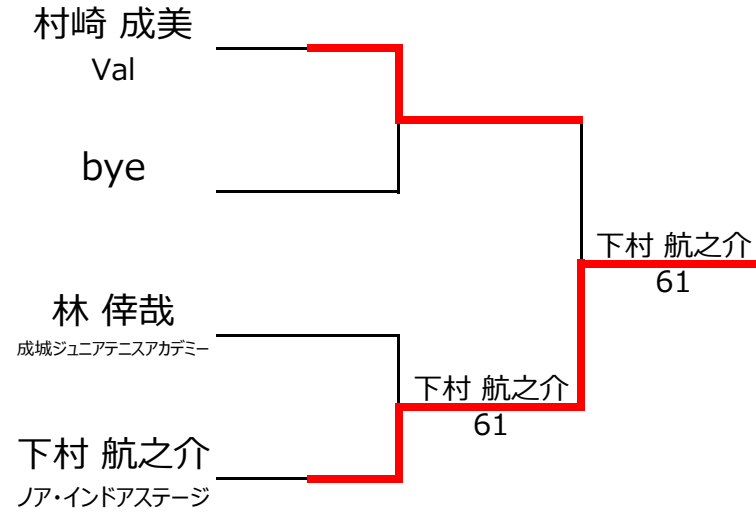 村崎 成美
Val
bye
下村 航之介
61
林 倖哉
成城ジュニアテニスアカデミー
下村 航之介
61
下村 航之介
ノア・インドアステージ